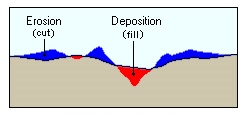 Erosion
(cut)
Deposition
(fill)